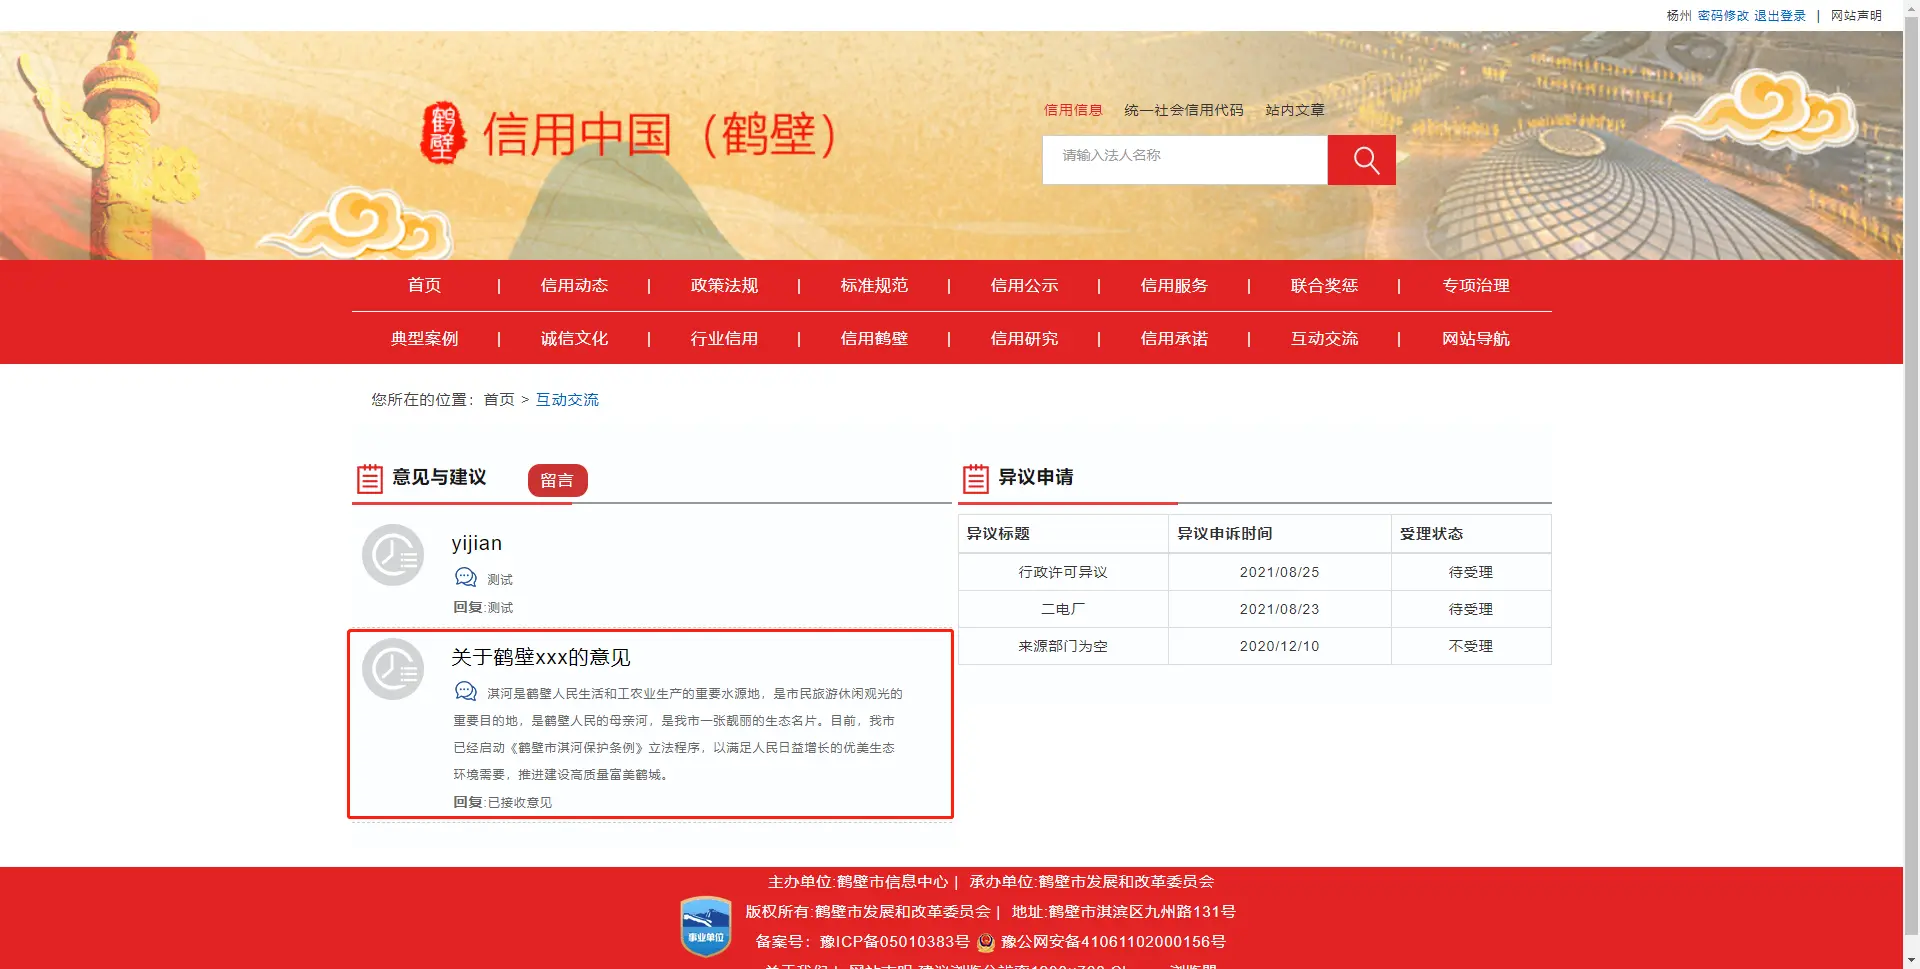 杨州 密码修改 退出登录 | 网站声明
鹤壁 信用中国（鹤壁）
信用信息 统一社会信用代码 站内文章
请输入法人名称
首页 | 信用动态 | 政策法规 | 标准规范 | 信用公示 | 信用服务 | 联合奖惩 | 专项治理
典型案例 | 诚信文化 | 行业信用 | 信用鹤壁 | 信用研究 | 信用承诺 | 互动交流 | 网站导航
您所在的位置：首页 > 互动交流
意见与建议 留言
yijian
测试
回复:测试
关于鹤壁xxx的意见
淇河是鹤壁人民生活和工农业生产的重要水源地，是市民旅游休闲观光的
重要目的地，是鹤壁人民的母亲河，是我市一张靓丽的生态名片。目前，我市
已经启动《鹤壁市淇河保护条例》立法程序，以满足人民日益增长的优美生态
环境需要，推进建设高质量富美鹤城。
回复:已接收意见
异议申请
异议标题 异议申诉时间 受理状态
行政许可异议 2021/08/25 待受理
二电厂 2021/08/23 待受理
来源部门为空 2020/12/10 不受理
主办单位:鹤壁市信息中心 | 承办单位:鹤壁市发展和改革委员会
版权所有:鹤壁市发展和改革委员会 | 地址:鹤壁市淇滨区九州路131号
事业单位
备案号：豫ICP备05010383号 豫公网安备41061102000156号